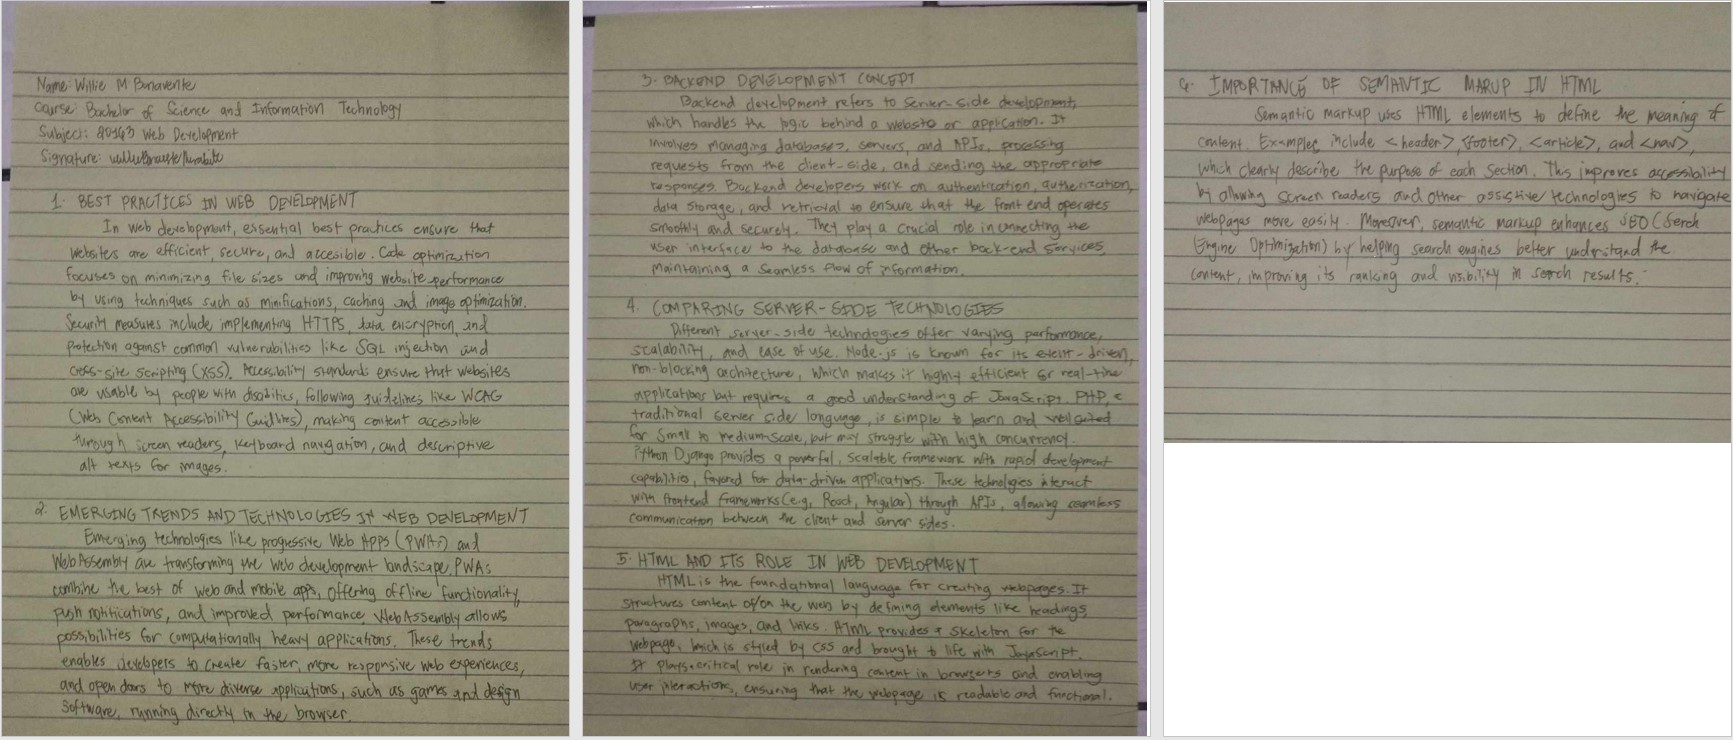 Name: Willie M Bonavente
Course: Bachelor of Science and Information Technology
Subject: 80143 Web Development
Signature:
1. BEST PRACTICES IN WEB DEVELOPMENT
In web development, essential best practices ensure that
websites are efficient, secure, and accesible. Code optimization
focuses on minimizing file sizes and improving website performance
by using techniques such as minifications, caching and image optimization.
Security measures include implementing HTTPS, data encryption, and
protection against common vulnerabilities like SQL injection and
cross-site scripting (XSS). Accessibility standards ensure that websites
are usable by people with disadities, following guidelines like WCAG
(Web Content Accessibility Guidlines), making content accessible
through screen readers, keyboard navigation, and descriptive
alt texts for images.
2. EMERGING TRENDS AND TECHNOLOGIES IN WEB DEVELOPMENT
Emerging technologies like progressive Web Apps (PWAs) and
WebAssembly are transforming the web development landscape. PWAs
combine the best of web and mobile apps, offering offline functionality,
push notifications, and improved performance. WebAssembly allows
possibilities for computationally heavy applications. These trends
enables developers to create faster, more responsive web experiences,
and open doors to more diverse applications, such as games and design
software, running directly in the browser.
3. BACKEND DEVELOPMENT CONCEPT
Backend development refers to server-side development,
which handles the logic behind a website or application. It
involves managing databases, servers, and APIs, processing
requests from the client-side, and sending the appropriate
responses. Backend developers work on authentication, authorization,
data storage, and retrieval to ensure that the front end operates
smoothly and securely. They play a crucial role in connecting the
user interface to the database and other back-end services
maintaining a seamless flow of information.
4. COMPARING SERVER-SIDE TECHNOLOGIES
Different server-side technologies offer varying performance,
scalability, and ease of use. Node.js is known for its event-driven,
non-blocking architecture, which makes it highly efficient for real-time
applications but requires a good understanding of JavaScript. PHP, a
traditional server side language, is simple to learn and well suited
for small to medium-scale, but may struggle with high concurrency.
Python Django provides a powerful, scalable framework with rapid development
capabilities, favored for data-driven applications. These technologies interact
with frontend frameworks (e.g, React, Angular) through APIs, allowing seamless
communication between the client and server sides.
5. HTML AND ITS ROLE IN WEB DEVELOPMENT
HTML is the foundational language for creating webpages. It
structures content of/on the web by defining elements like headings,
paragraphs, images, and links. HTML provides a skeleton for the
webpage, which is styled by CSS and brought to life with JavaScript.
It plays critical role in rendering content in browsers and enabling
user interactions, ensuring that the webpage is readable and functional.
6. IMPORTANCE OF SEMANTIC MARUP IN HTML
Semantic markup uses HTML elements to define the meaning of
content. Examples include <header>, <footer>, <article>, and <nav>,
which clearly describe the purpose of each section. This improves accessibility
by allowing screen readers and other assistive technologies to navigate
webpages more easily. Moreover, semantic markup enhances SEO (Serch
Engine Optimization) by helping search engines better understand the
content, improving its ranking and visibility in search results.